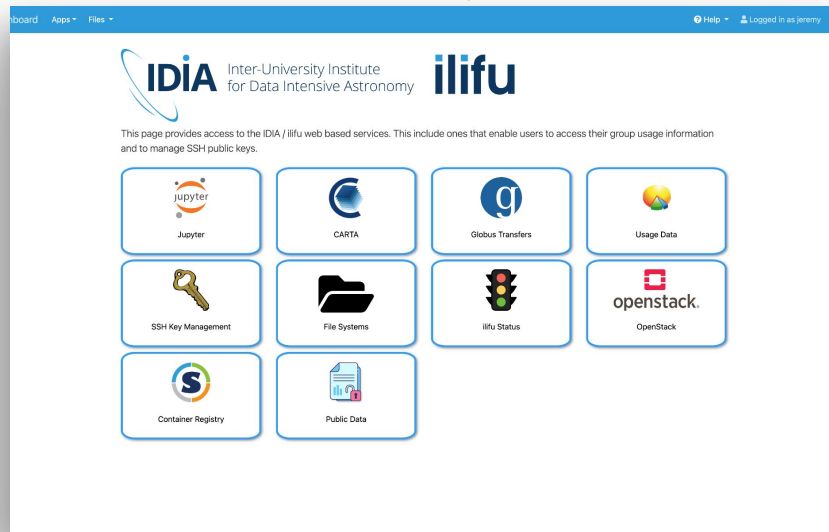 Apps
Files
Help
Logged in as jeremy
IDIA Inter-University Institute
for Data Intensive Astronomy
ilifu
This page provides access to the IDIA / ilifu web based services. This include ones that enable users to access their group usage information
and to manage SSH public keys.
jupyter
Jupyter
CARTA
g
Globus Transfers
Usage Data
SSH Key Management
File Systems
ilifu Status
openstack.
OpenStack
S
Container Registry
Public Data